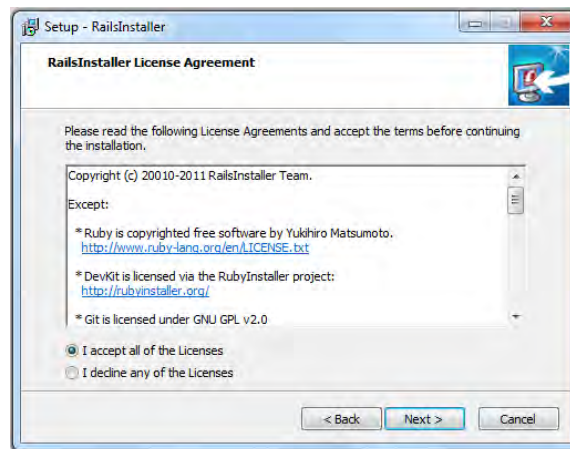 Setup - RailsInstaller
RailsInstaller License Agreement
Please read the following License Agreements and accept the terms before continuing
the installation.
Copyright (c) 20010-2011 RailsInstaller Team.
Except:
* Ruby is copyrighted free software by Yukihiro Matsumoto.
http://www.ruby-lang.org/en/LICENSE.txt
* DevKit is licensed via the RubyInstaller project:
http://rubyinstaller.org/
* Git is licensed under GNU GPL v2.0
I accept all of the Licenses
I decline any of the Licenses
< Back Next > Cancel